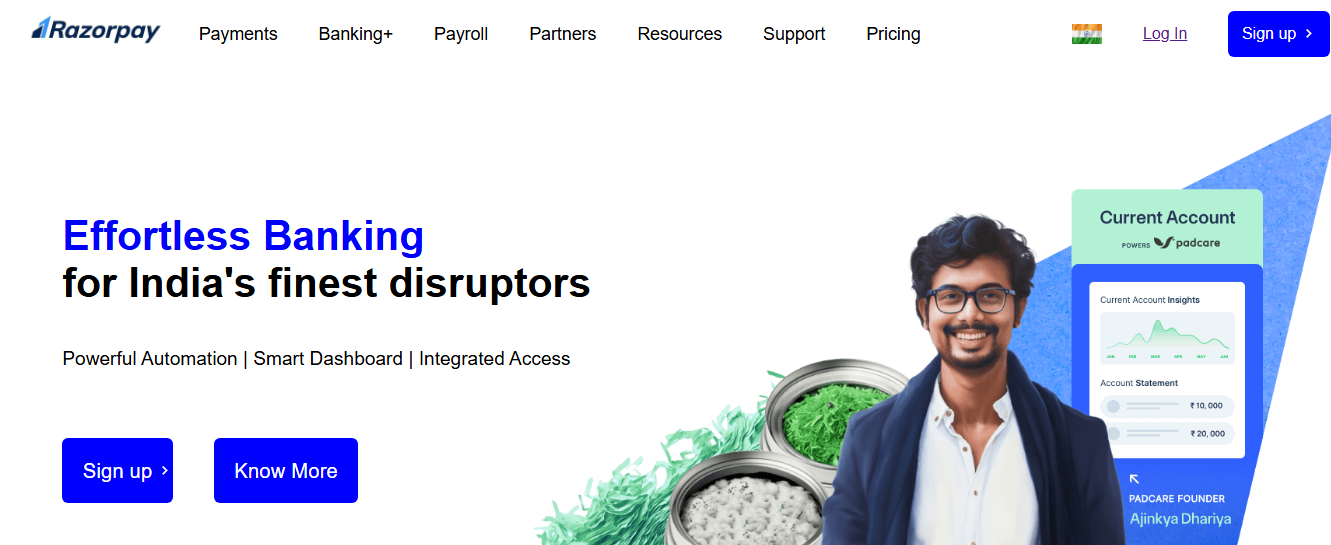 Razorpay
Payments
Banking+
Payroll
Partners
Resources
Support
Pricing
Log In
Sign up
Effortless Banking
for India's finest disruptors
Powerful Automation | Smart Dashboard | Integrated Access
Sign up
Know More
Current Account
POWERS padcare
Current Account Insights
JAN FEB MAR APR MAY JUN
Account Statement
₹ 10,000
₹ 20,000
PADCARE FOUNDER
Ajinkya Dhariya